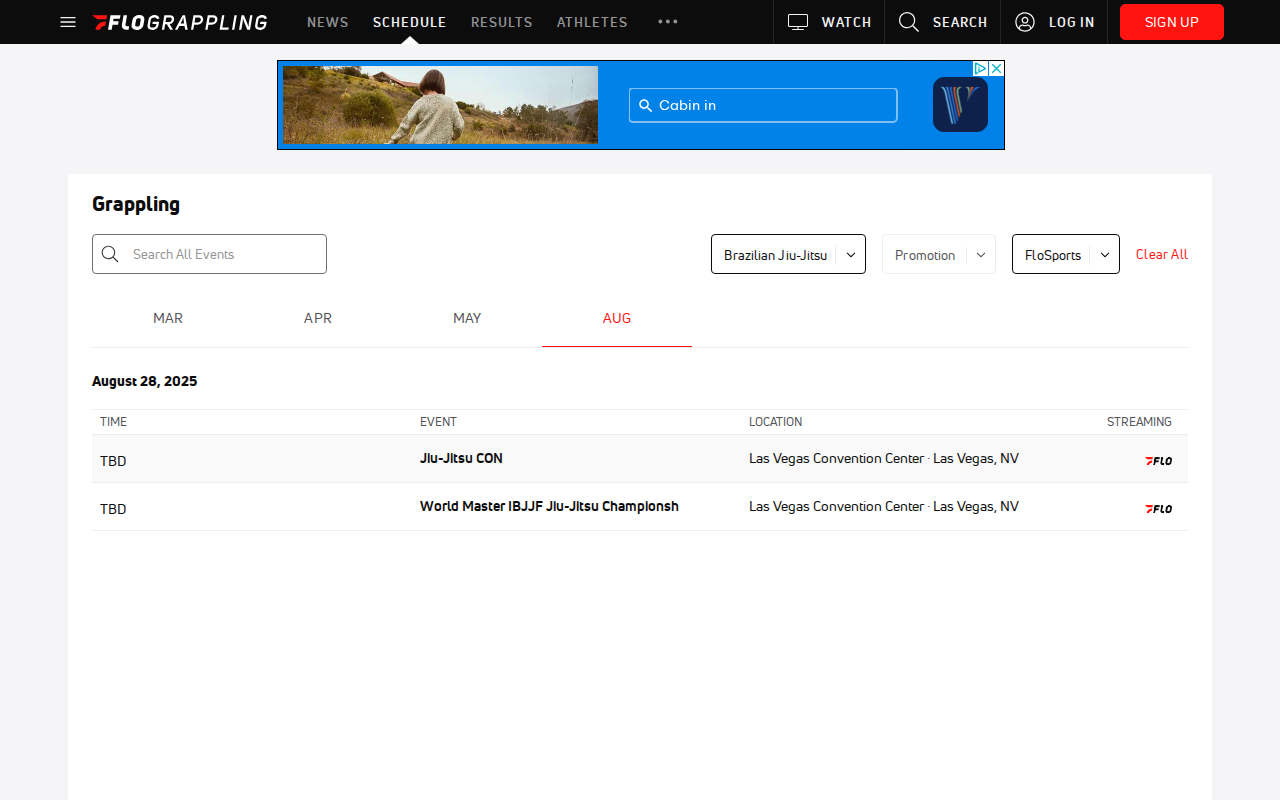 FLOGRAPPLING NEWS SCHEDULE RESULTS ATHLETES WATCH SEARCH LOG IN SIGN UP
Cabin in
Grappling
Search All Events Brazilian Jiu-Jitsu Promotion FloSports Clear All
MAR APR MAY AUG
August 28, 2025
TIME EVENT LOCATION STREAMING
TBD Jiu-Jitsu CON Las Vegas Convention Center · Las Vegas, NV FLO
TBD World Master IBJJF Jiu-Jitsu Championsh Las Vegas Convention Center · Las Vegas, NV FLO